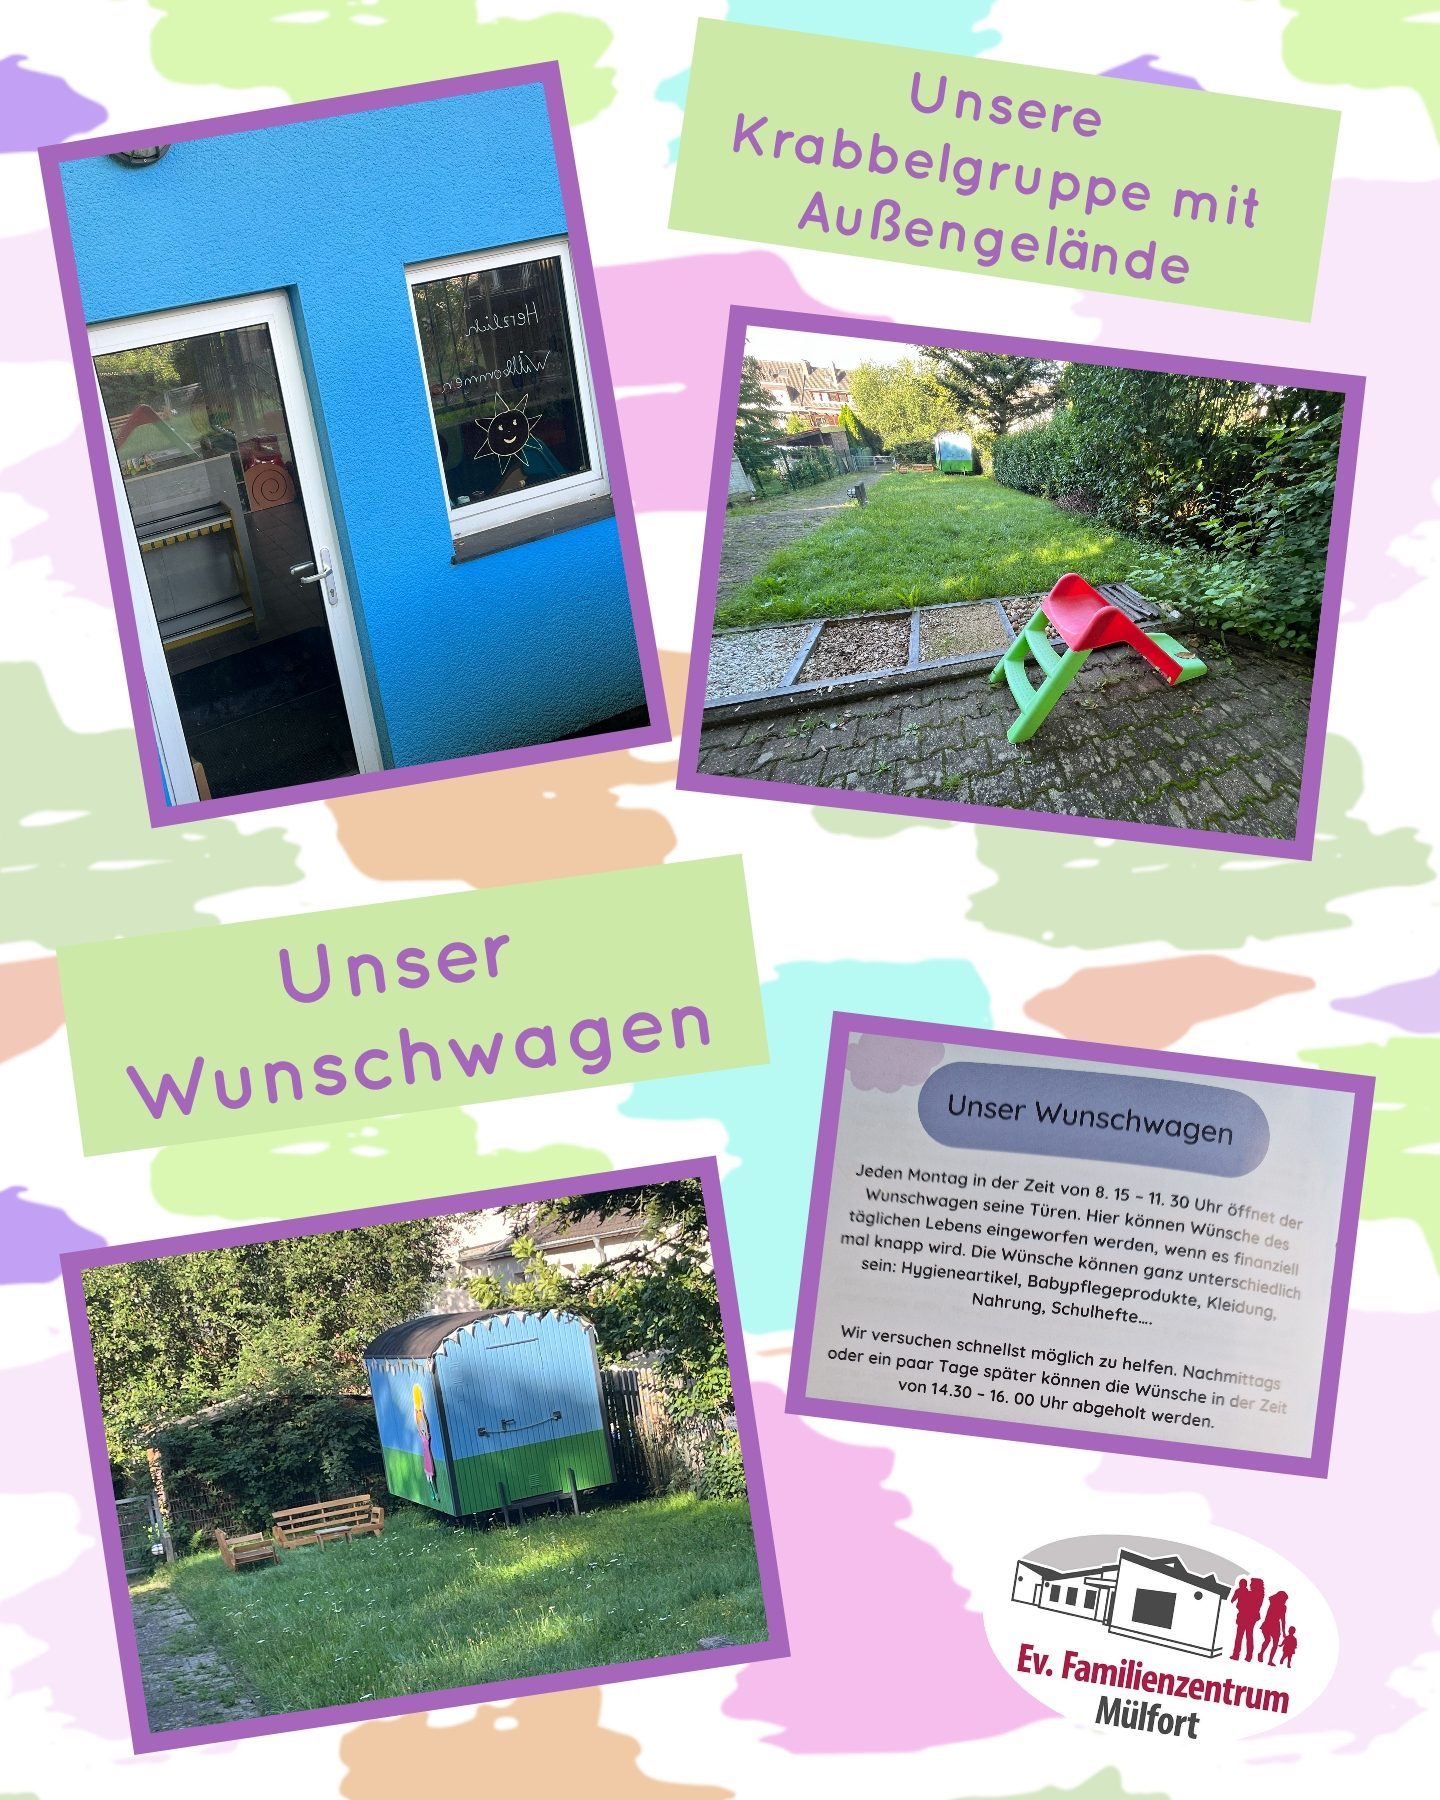 Unsere
Krabbelgruppe mit
Außengelände
Herzlich
Willkommen
Unser
Wunschwagen
Unser Wunschwagen
Jeden Montag in der Zeit von 8. 15 – 11. 30 Uhr öffnet der
Wunschwagen seine Türen. Hier können Wünsche des
täglichen Lebens eingeworfen werden, wenn es finanziell
mal knapp wird. Die Wünsche können ganz unterschiedlich
sein: Hygieneartikel, Babypflegeprodukte, Kleidung,
Nahrung, Schulhefte....
Wir versuchen schnellst möglich zu helfen. Nachmittags
oder ein paar Tage später können die Wünsche in der Zeit
von 14.30 – 16. 00 Uhr abgeholt werden.
Ev. Familienzentrum
Mülfort